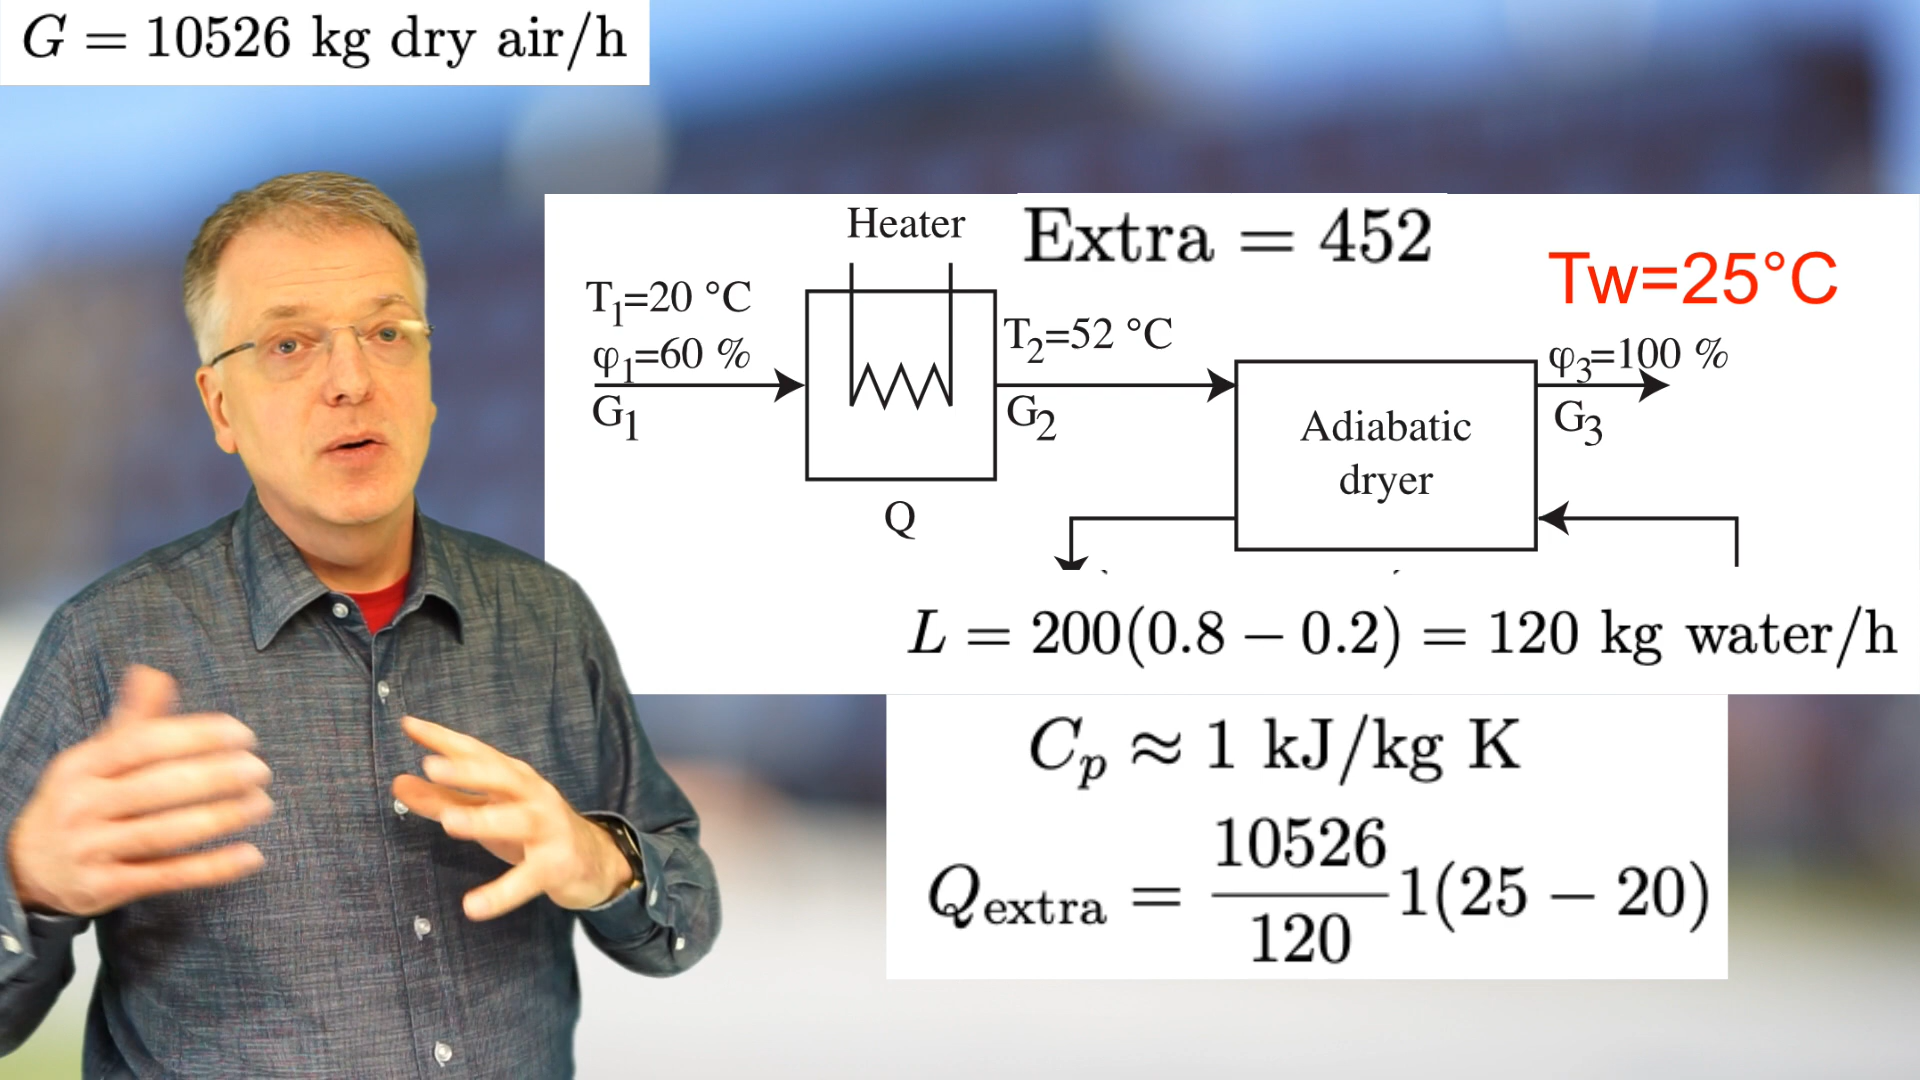 G = 10526 kg dry air/h
Heater
Extra = 452
Tw=25°C
T₁=20 °C
φ₁=60 %
G₁
T₂=52 °C
G₂
φ₃=100 %
G₃
Adiabatic
dryer
Q
L = 200(0.8 − 0.2) = 120 kg water/h
Cₚ ≈ 1 kJ/kg K
Q_extra = 10526/120 1(25 − 20)